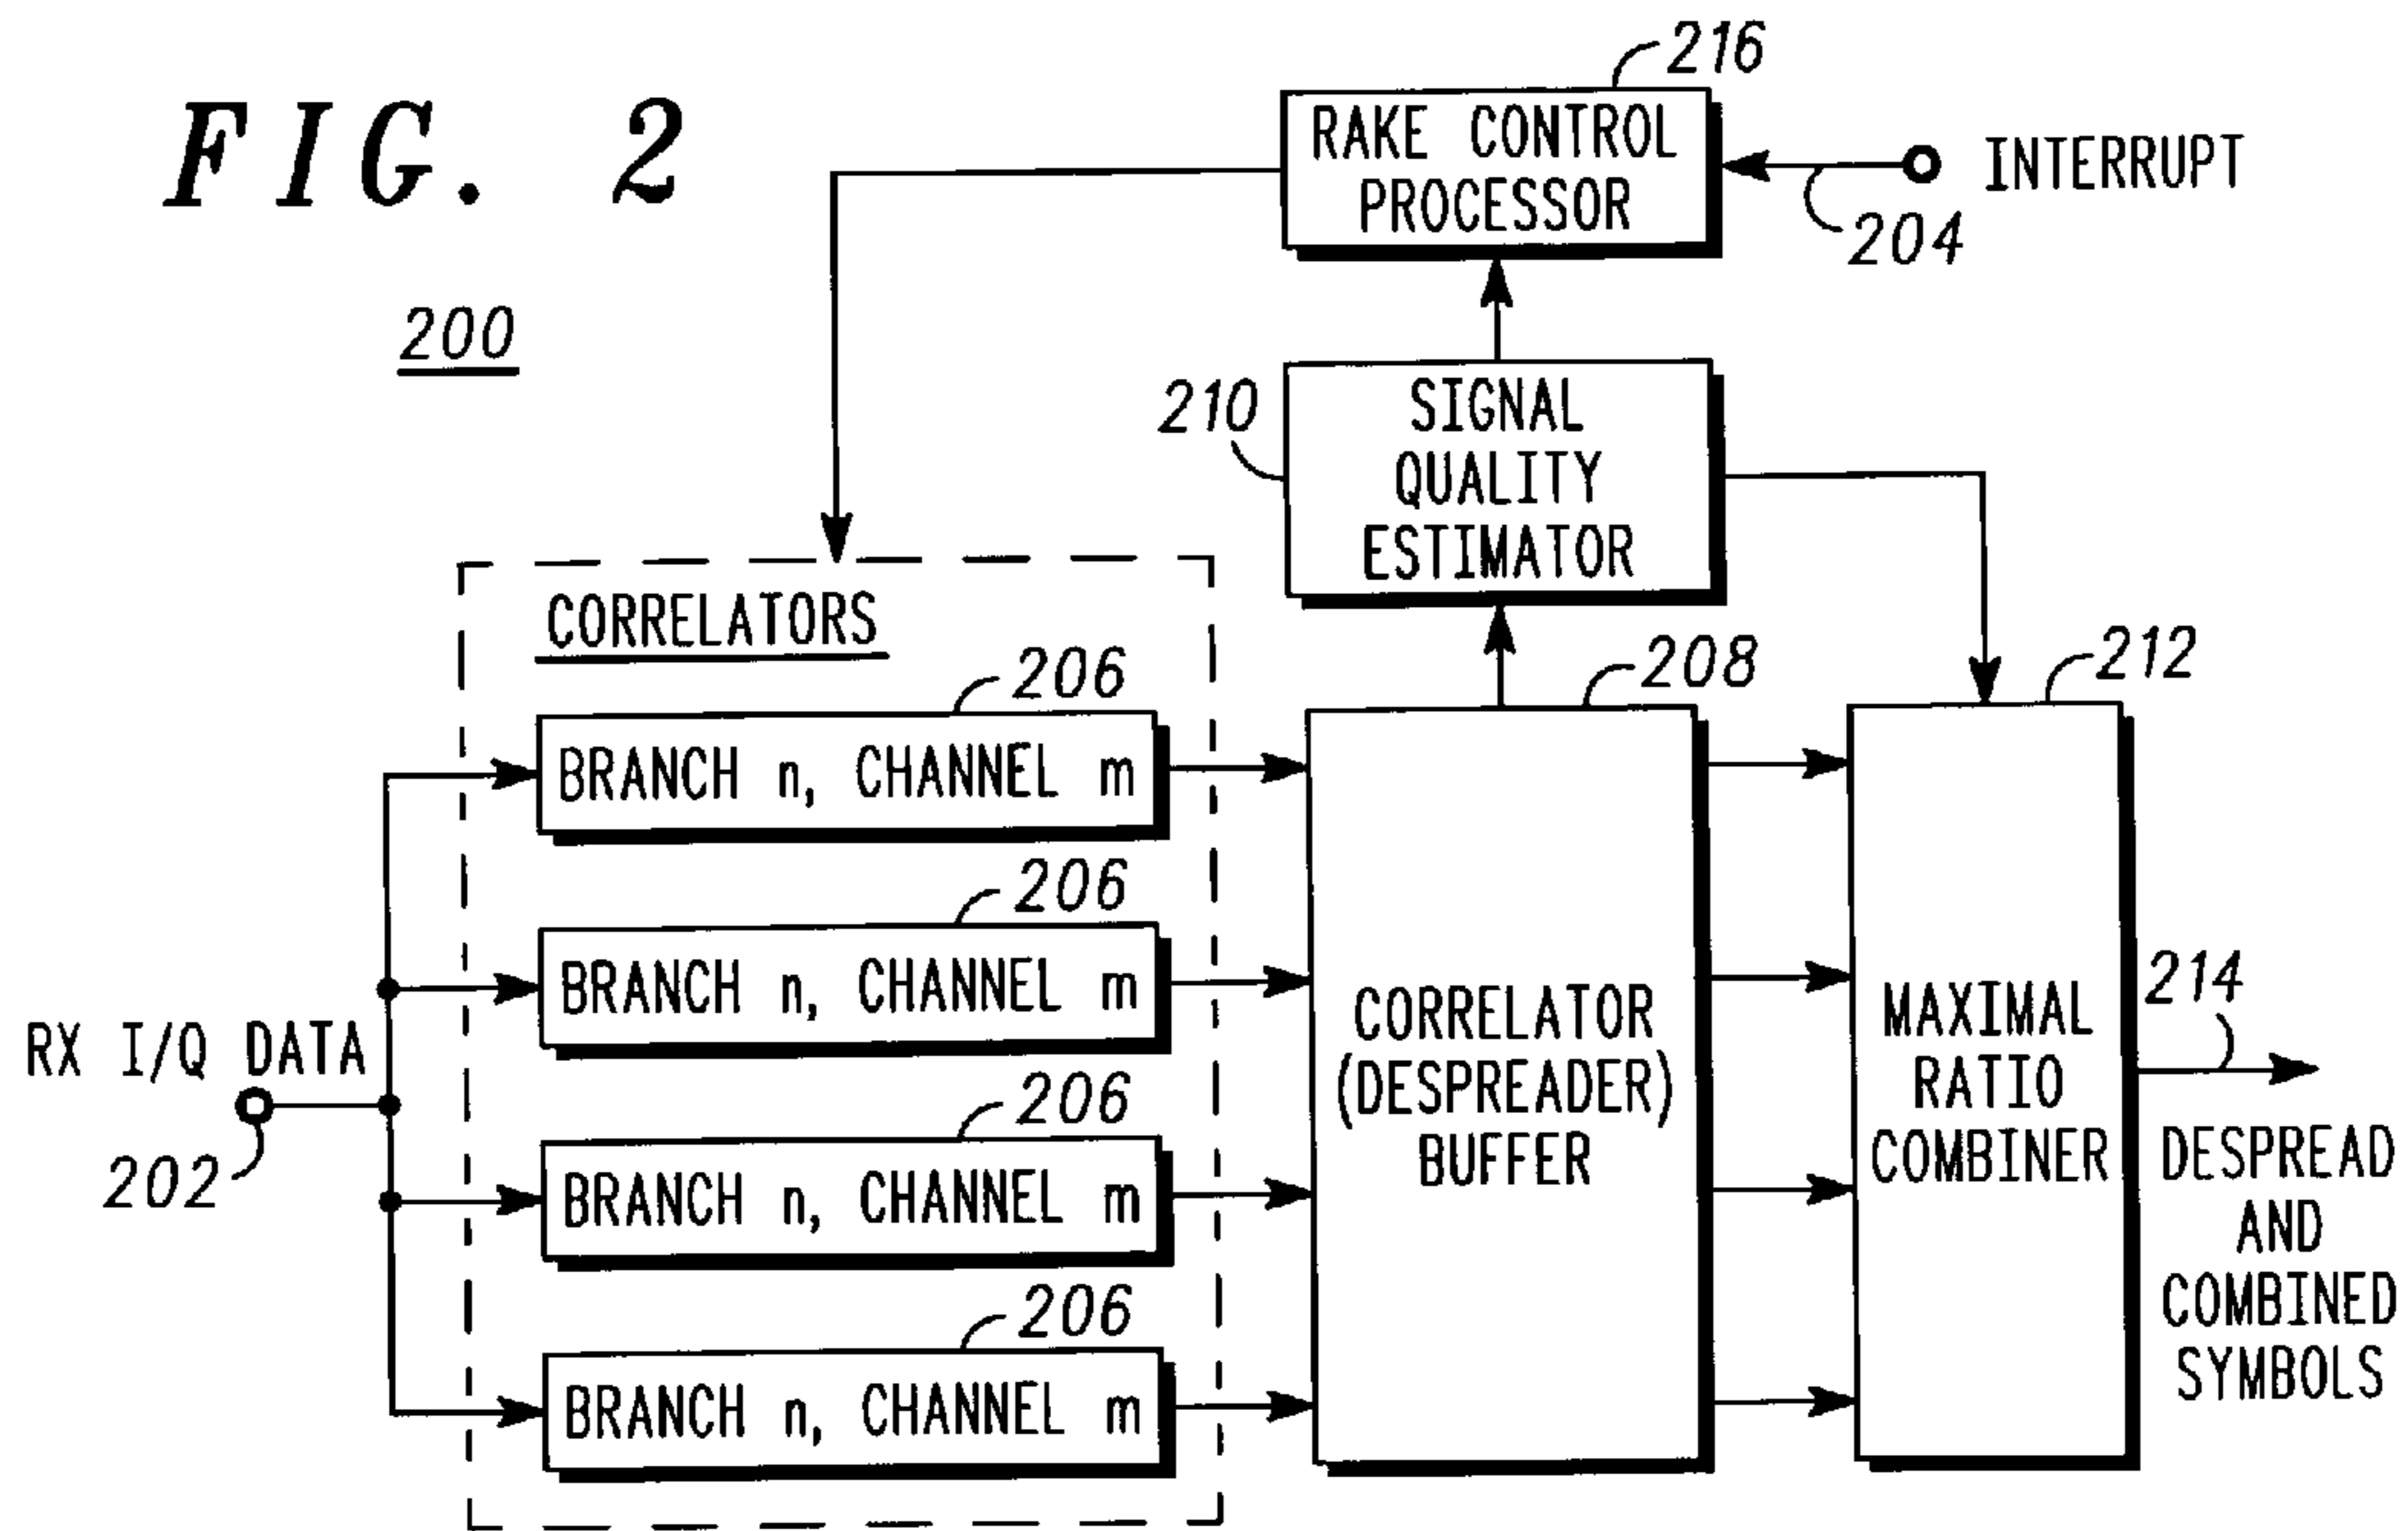 FIG. 2
200
216
RAKE CONTROL
PROCESSOR
INTERRUPT
204
210
SIGNAL
QUALITY
ESTIMATOR
CORRELATORS
206
BRANCH n, CHANNEL m
206
BRANCH n, CHANNEL m
206
BRANCH n, CHANNEL m
206
BRANCH n, CHANNEL m
RX I/Q DATA
202
208
CORRELATOR
(DESPREADER)
BUFFER
212
MAXIMAL
RATIO
COMBINER
214
DESPREAD
AND
COMBINED
SYMBOLS